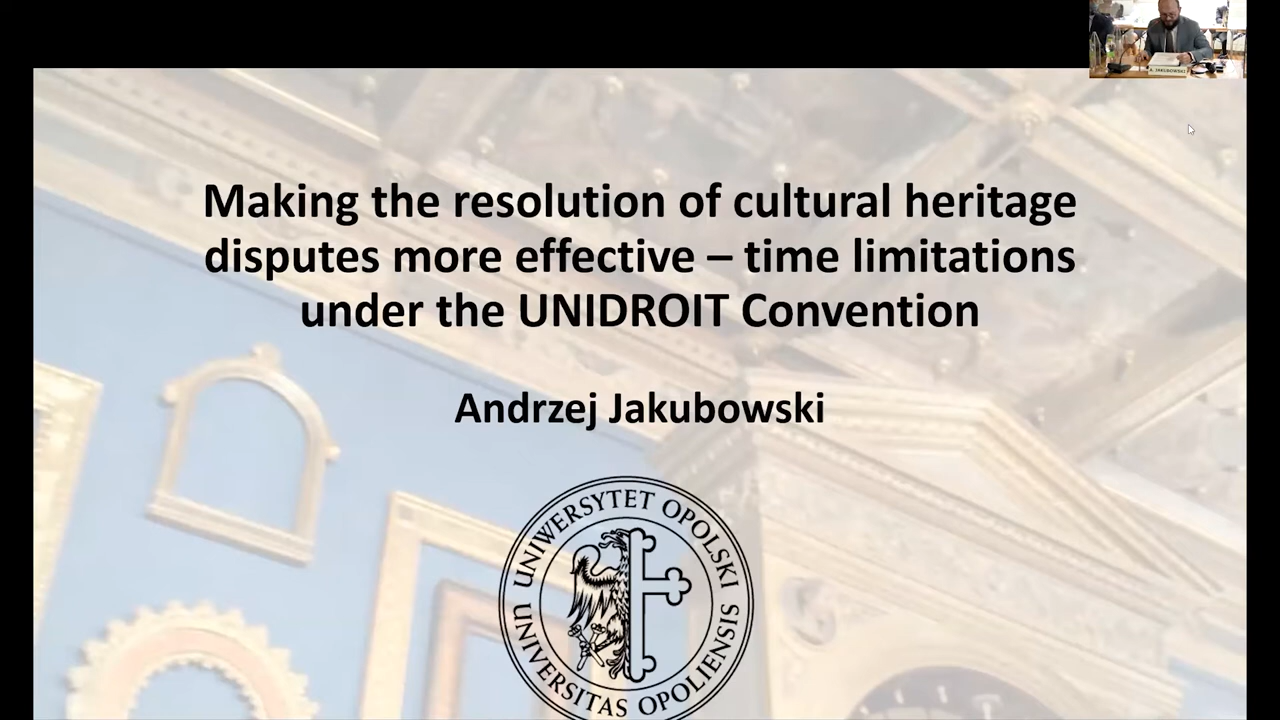 A. JAKUBOWSKI
Making the resolution of cultural heritage
disputes more effective – time limitations
under the UNIDROIT Convention
Andrzej Jakubowski
UNIWERSYTET OPOLSKI
UNIVERSITAS OPOLIENSIS